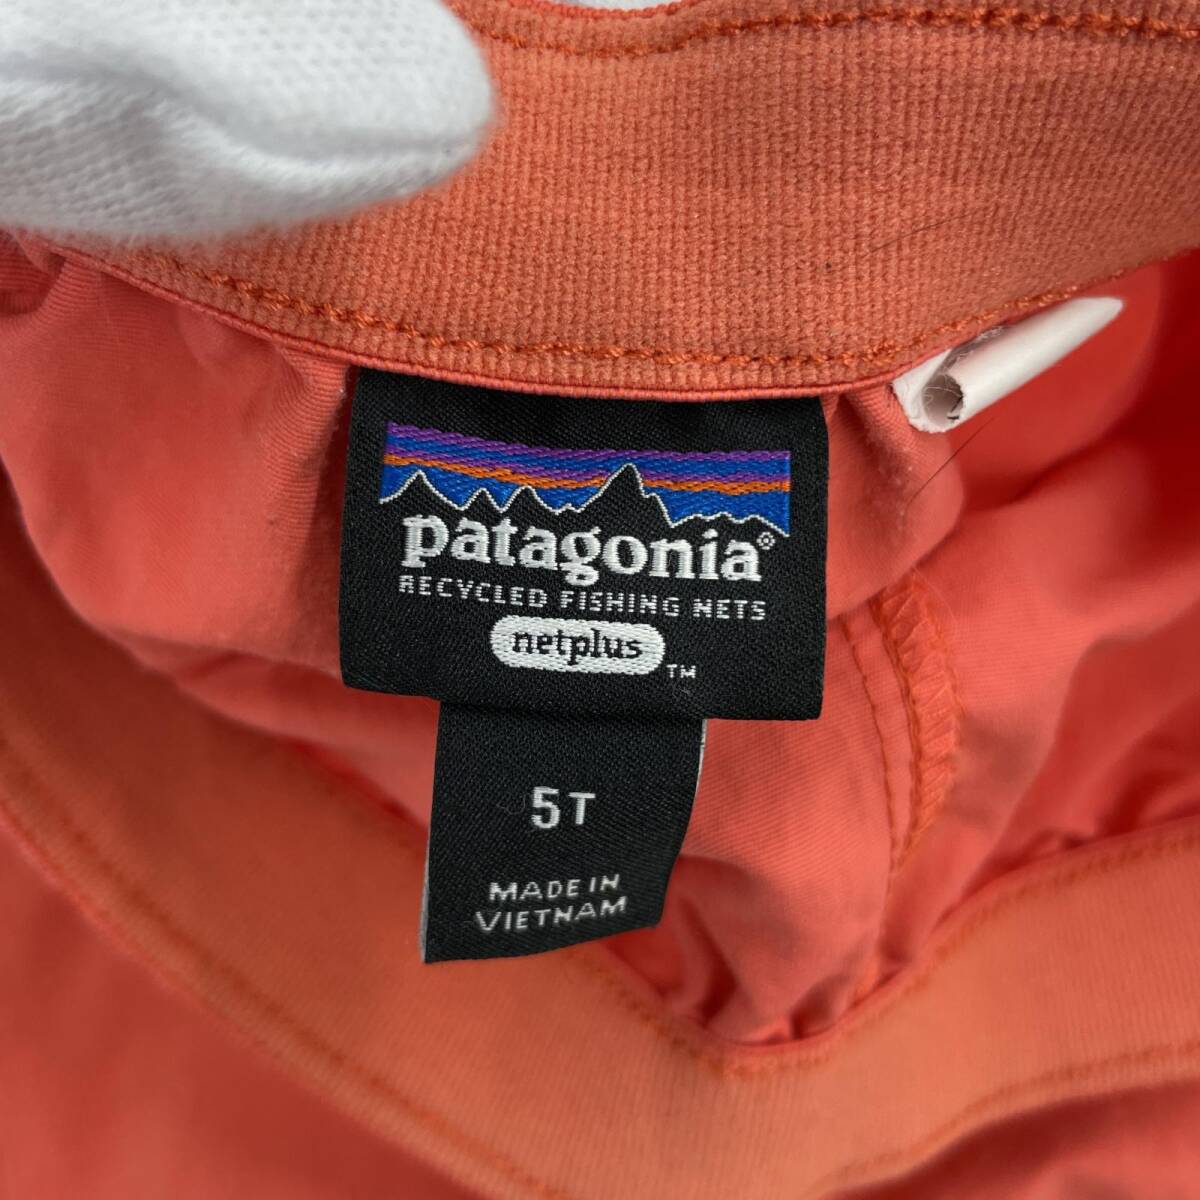 patagonia®
RECYCLED FISHING NETS
netplus
TM
5T
MADE IN
VIETNAM